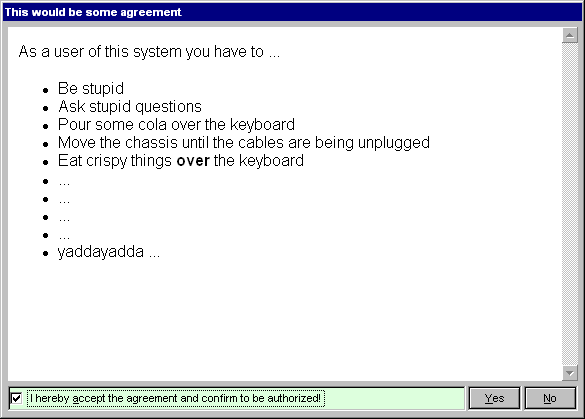 This would be some agreement
As a user of this system you have to ...
• Be stupid
• Ask stupid questions
• Pour some cola over the keyboard
• Move the chassis until the cables are being unplugged
• Eat crispy things over the keyboard
• ...
• ...
• ...
• ...
• yaddayadda ...
I hereby accept the agreement and confirm to be authorized!
Yes
No